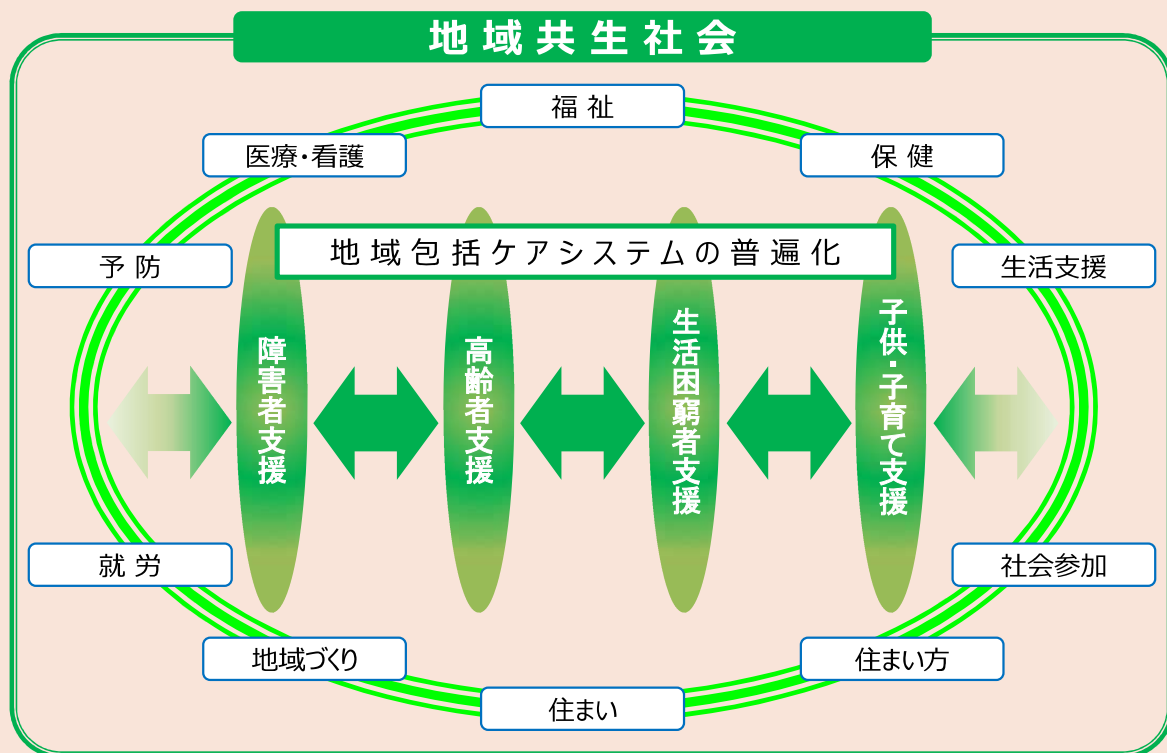 地域共生社会
福祉
医療・看護
保健
予防
地域包括ケアシステムの普遍化
生活支援
障害者支援
高齢者支援
生活困窮者支援
子供・子育て支援
就労
社会参加
地域づくり
住まい方
住まい